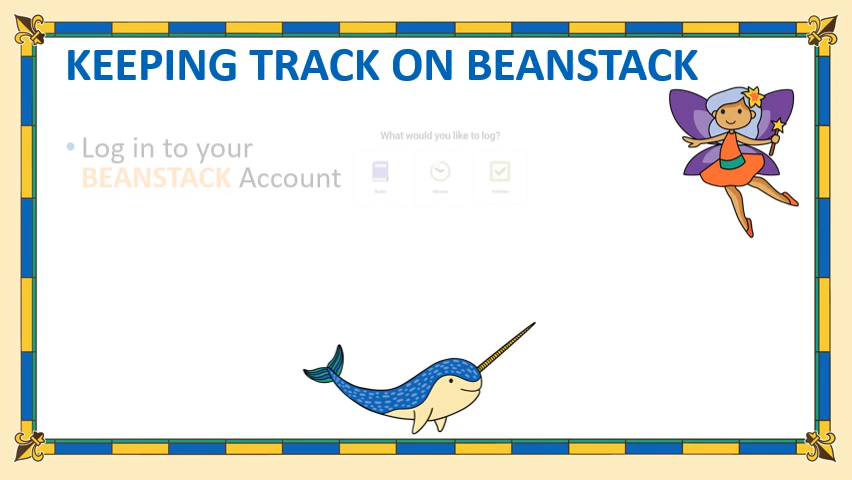 KEEPING TRACK ON BEANSTACK
• Log in to your
BEANSTACK Account
What would you like to log?